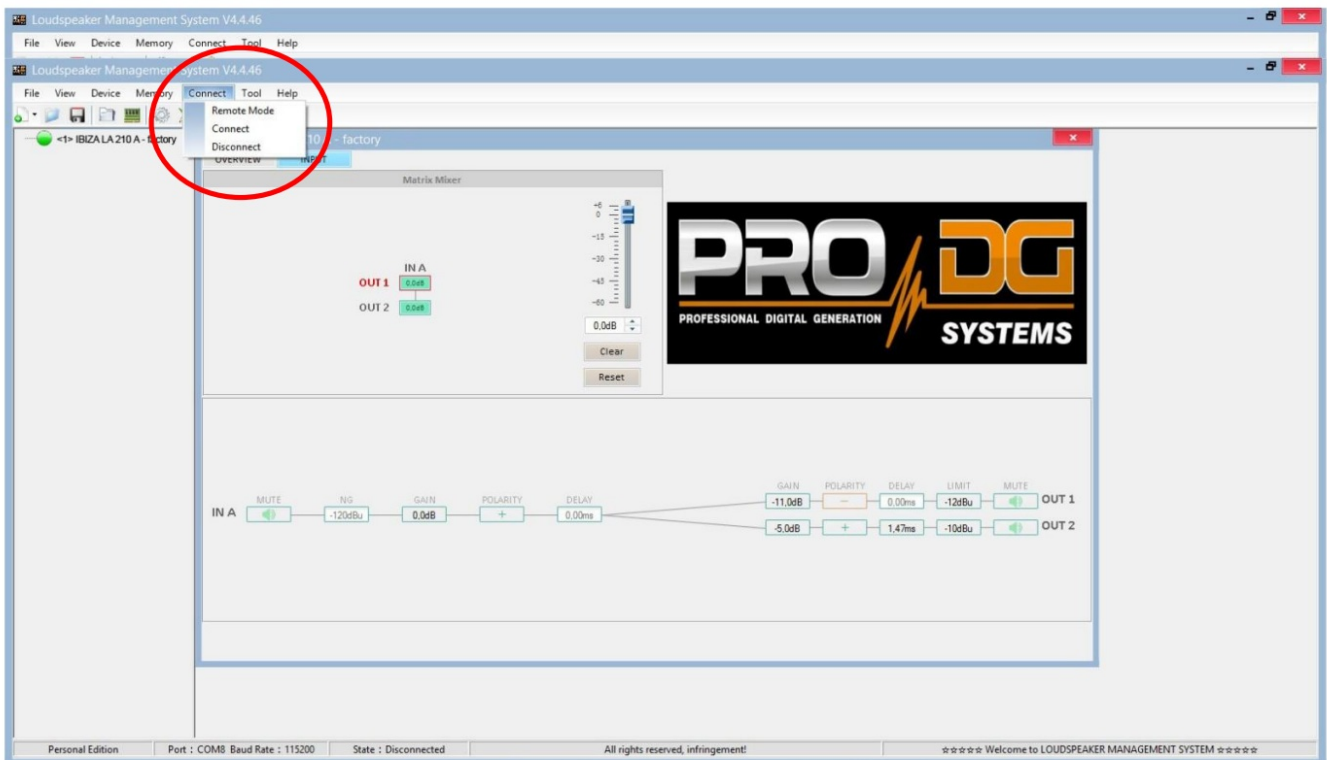 Loudspeaker Management System V4.4.46
File View Device Memory Connect Tool Help
Loudspeaker Management System V4.4.46
File View Device Memory Connect Tool Help
Remote Mode
Connect
Disconnect
<1> IBIZA LA 210 A - factory
10 - factory
OVERVIEW INPUT
Matrix Mixer
+6
0
-15
-30
-45
-60
IN A
OUT 1 0,0dB
OUT 2 0,0dB
0,0dB
Clear
Reset
PRO DG
PROFESSIONAL DIGITAL GENERATION
SYSTEMS
MUTE NG GAIN POLARITY DELAY
IN A -120dBu 0,0dB + 0,00ms
GAIN POLARITY DELAY LIMIT MUTE
-11,0dB - 0,00ms -12dBu OUT 1
-5,0dB + 1,47ms -10dBu OUT 2
Personal Edition Port : COM8 Baud Rate : 115200 State : Disconnected All rights reserved, infringement! ☆☆☆☆☆ Welcome to LOUDSPEAKER MANAGEMENT SYSTEM ☆☆☆☆☆